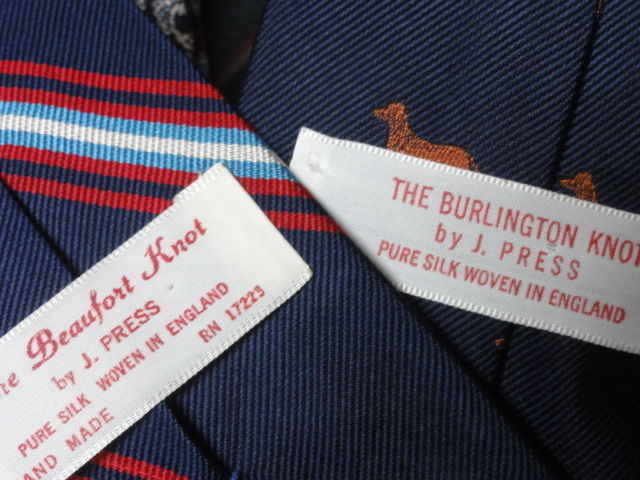 he Beaufort Knot
by J. PRESS
PURE SILK WOVEN IN ENGLAND
AND MADE RN 17223
THE BURLINGTON KNOT
by J. PRESS
PURE SILK WOVEN IN ENGLAND